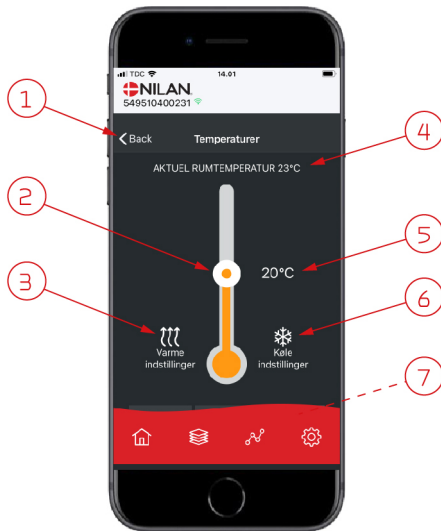 TDC 14.01
NILAN
549510400231
Back Temperaturer
AKTUEL RUMTEMPERATUR 23°C
20°C
Varme
indstillinger
Køle
indstillinger
1
2
3
4
5
6
7